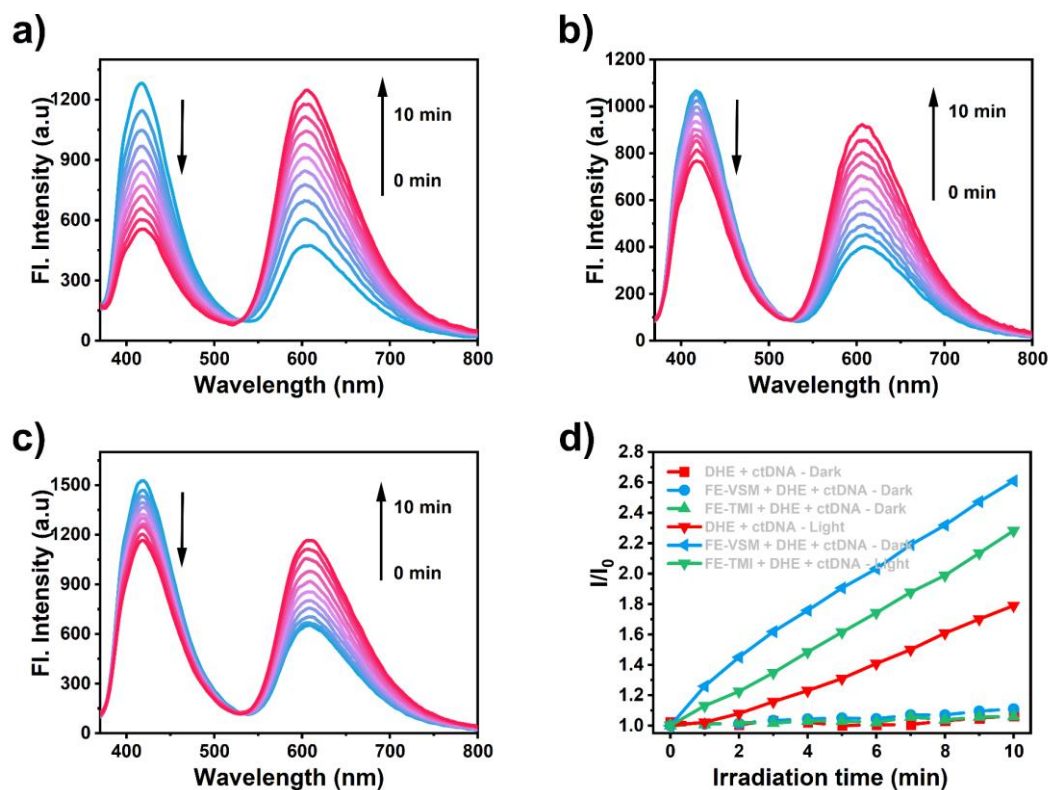 a)
Fl. Intensity (a.u)
1200
900
600
300
0
10 min
0 min
400 500 600 700 800
Wavelength (nm)
b)
Fl. Intensity (a.u)
1200
1000
800
600
400
200
0
10 min
0 min
400 500 600 700 800
Wavelength (nm)
c)
Fl. Intensity (a.u)
1500
1200
900
600
300
0
10 min
0 min
400 500 600 700 800
Wavelength (nm)
d)
I/I0
2.8
2.6
2.4
2.2
2.0
1.8
1.6
1.4
1.2
1.0
DHE + ctDNA - Dark
FE-VSM + DHE + ctDNA - Dark
FE-TMI + DHE + ctDNA - Dark
DHE + ctDNA - Light
FE-VSM + DHE + ctDNA - Dark
FE-TMI + DHE + ctDNA - Light
0 2 4 6 8 10
Irradiation time (min)